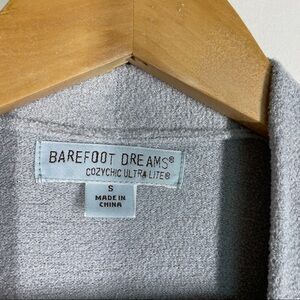 BAREFOOT DREAMS®
COZYCHIC ULTRA LITE®
S
MADE IN
CHINA